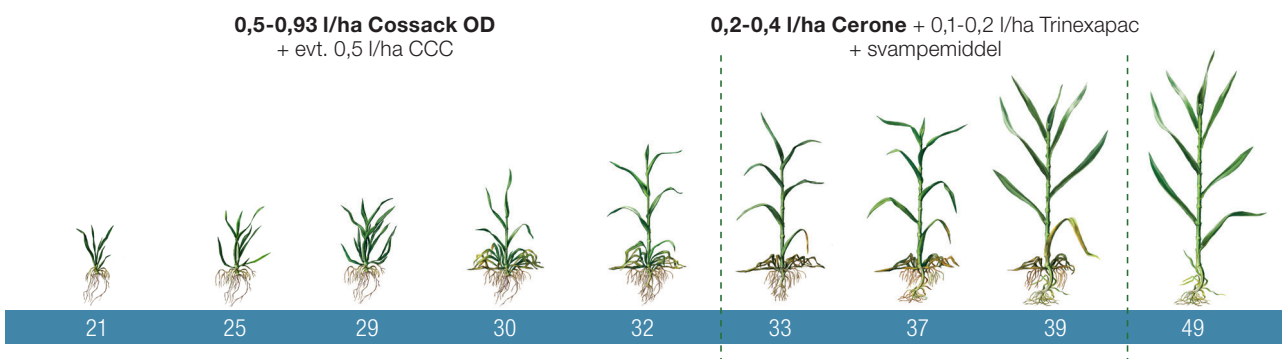 0,5-0,93 l/ha Cossack OD
+ evt. 0,5 l/ha CCC
0,2-0,4 l/ha Cerone + 0,1-0,2 l/ha Trinexapac
+ svampemiddel
21 25 29 30 32 33 37 39 49